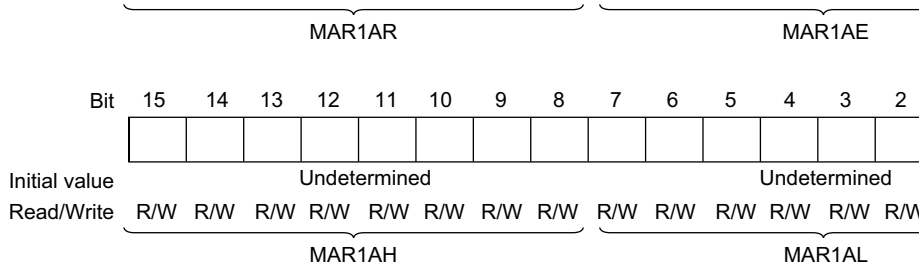 MAR1AR MAR1AE
Bit 15 14 13 12 11 10 9 8 7 6 5 4 3 2
Initial value Undetermined Undetermined
Read/Write R/W R/W R/W R/W R/W R/W R/W R/W R/W R/W R/W R/W R/W R/W
MAR1AH MAR1AL